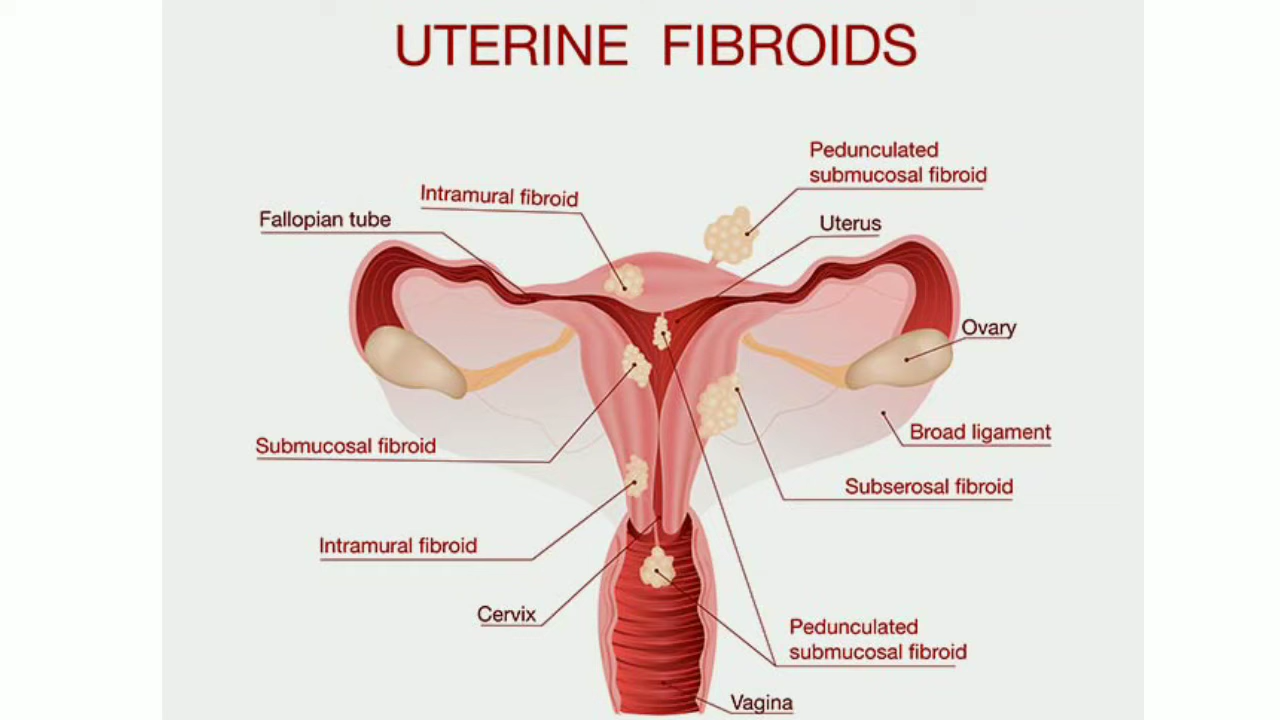 UTERINE FIBROIDS
Pedunculated
submucosal fibroid
Intramural fibroid
Fallopian tube
Uterus
Ovary
Broad ligament
Submucosal fibroid
Subserosal fibroid
Intramural fibroid
Cervix
Pedunculated
submucosal fibroid
Vagina